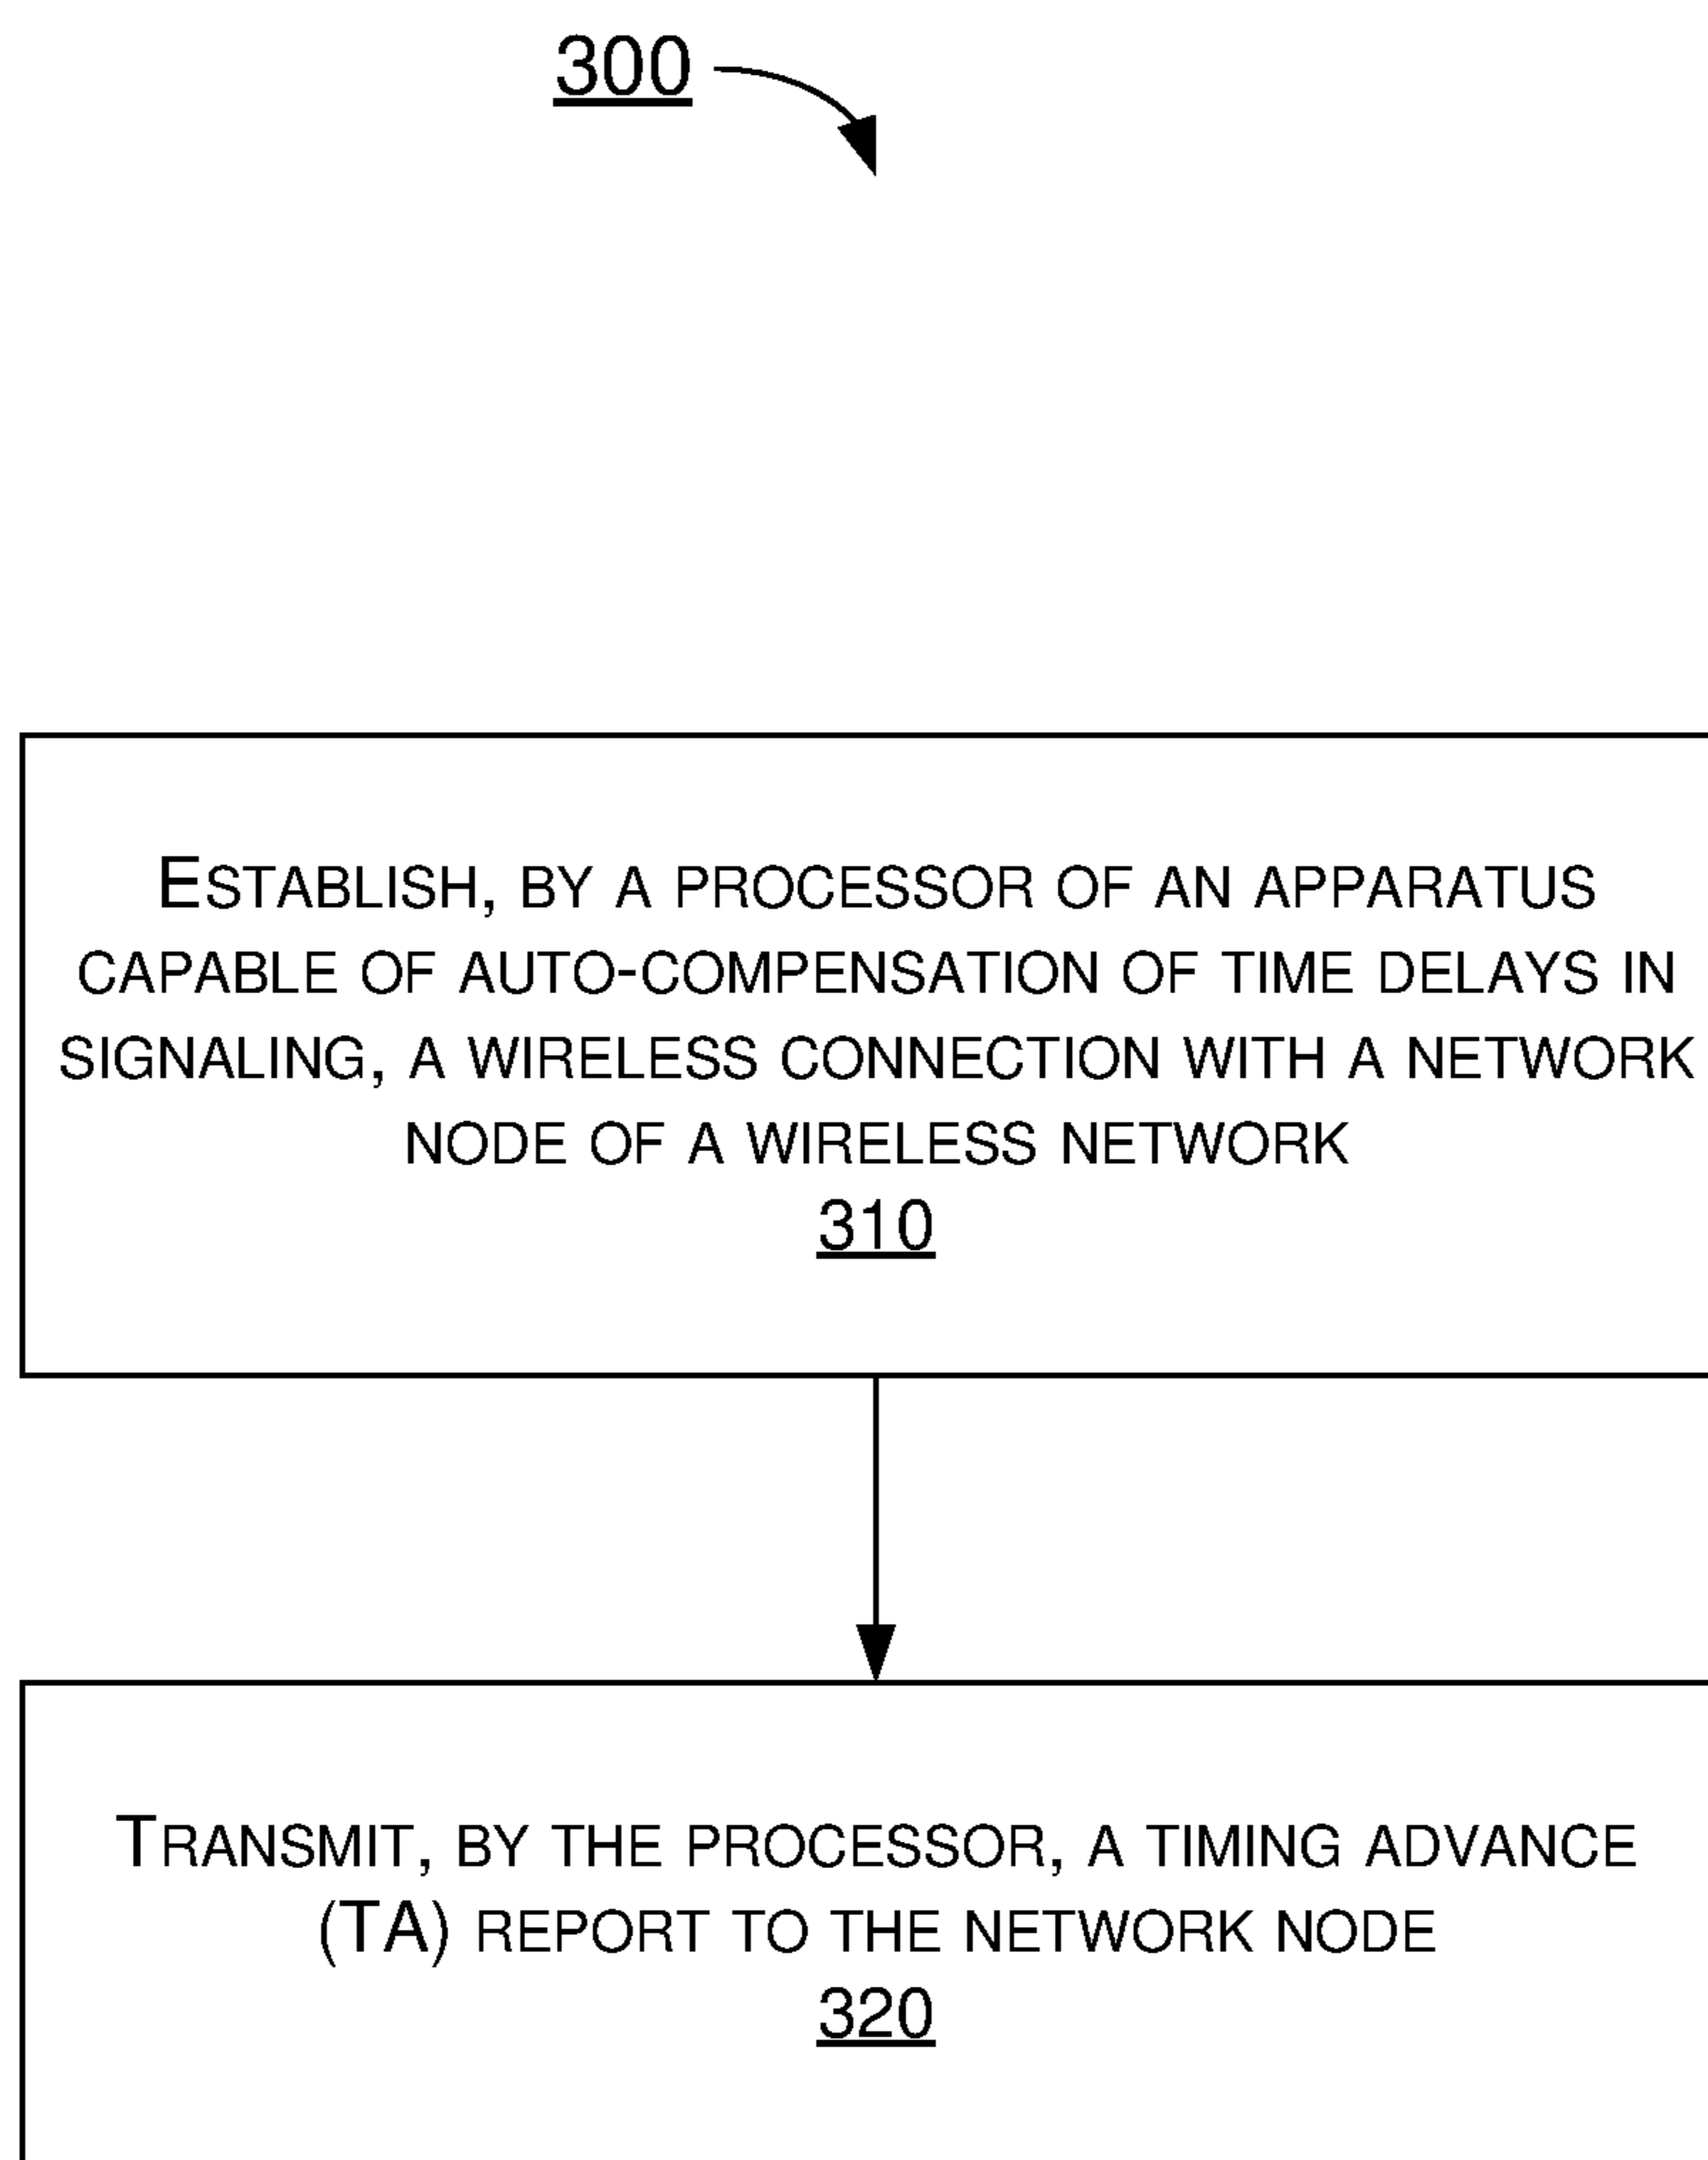 300
ESTABLISH, BY A PROCESSOR OF AN APPARATUS
CAPABLE OF AUTO-COMPENSATION OF TIME DELAYS IN
SIGNALING, A WIRELESS CONNECTION WITH A NETWORK
NODE OF A WIRELESS NETWORK
310
TRANSMIT, BY THE PROCESSOR, A TIMING ADVANCE
(TA) REPORT TO THE NETWORK NODE
320